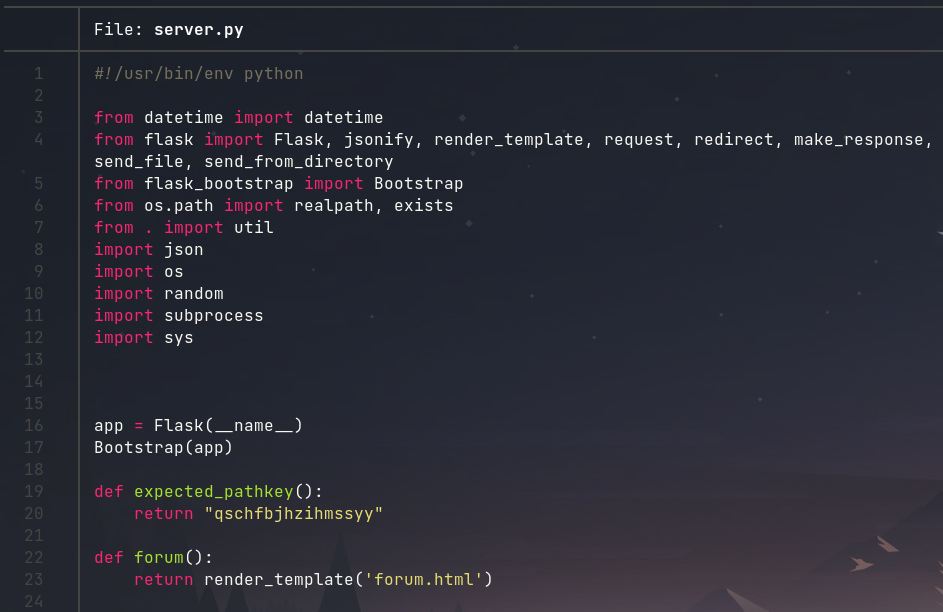 File: server.py
1 #!/usr/bin/env python
2
3 from datetime import datetime
4 from flask import Flask, jsonify, render_template, request, redirect, make_response,
send_file, send_from_directory
5 from flask_bootstrap import Bootstrap
6 from os.path import realpath, exists
7 from . import util
8 import json
9 import os
10 import random
11 import subprocess
12 import sys
13
14
15
16 app = Flask(__name__)
17 Bootstrap(app)
18
19 def expected_pathkey():
20     return "qschfbjhzihmssyy"
21
22 def forum():
23     return render_template('forum.html')
24